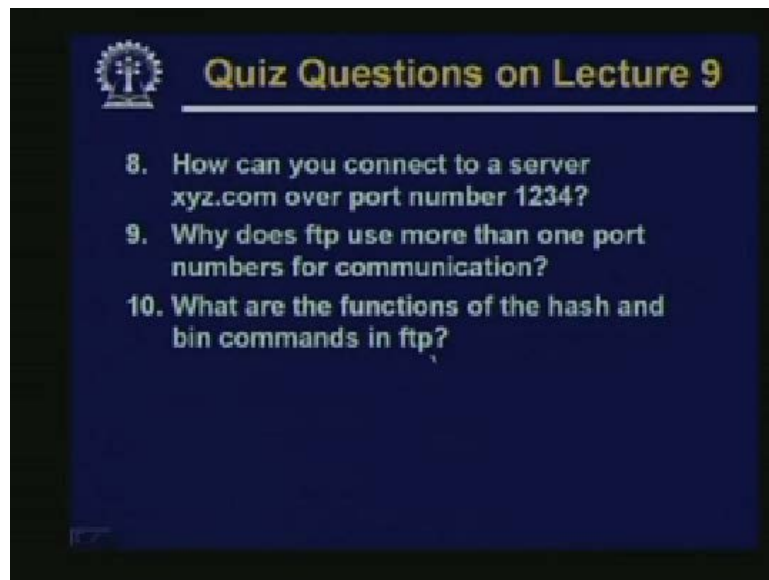 Quiz Questions on Lecture 9
8. How can you connect to a server
xyz.com over port number 1234?
9. Why does ftp use more than one port
numbers for communication?
10. What are the functions of the hash and
bin commands in ftp?